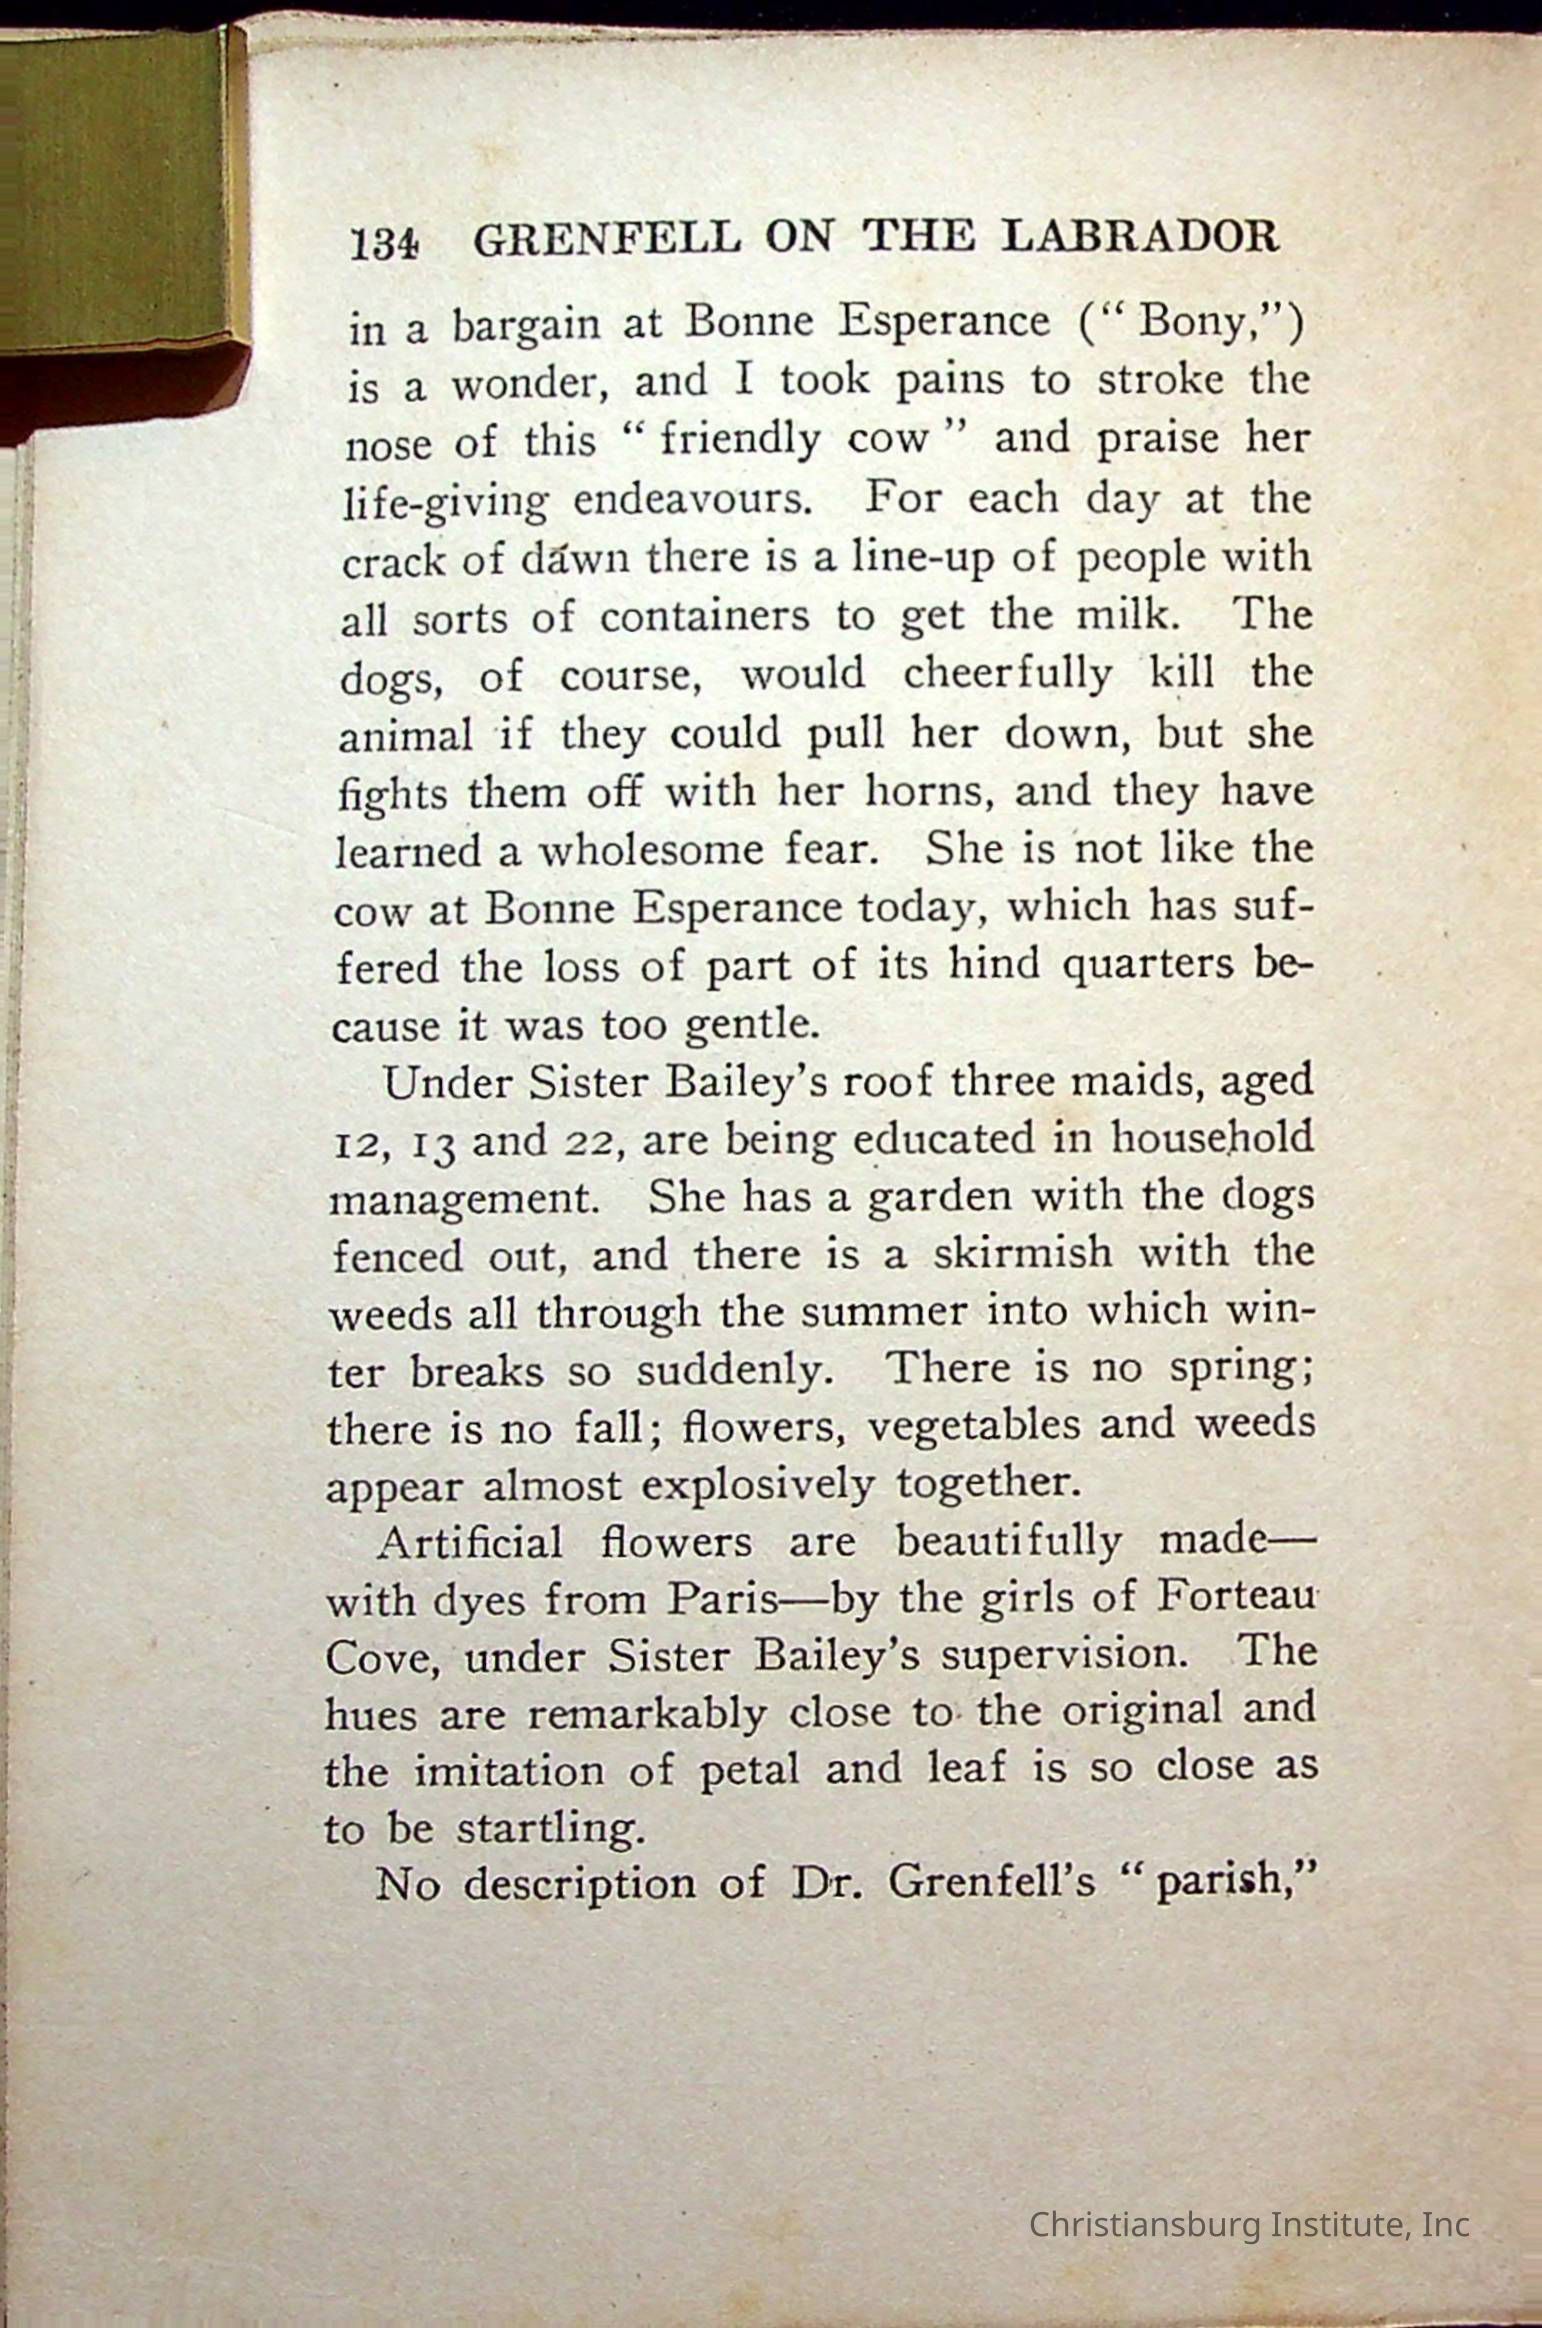 134 GRENFELL ON THE LABRADOR
in a bargain at Bonne Esperance (“ Bony,”)
is a wonder, and I took pains to stroke the
nose of this “ friendly cow ” and praise her
life-giving endeavours. For each day at the
crack of dawn there is a line-up of people with
all sorts of containers to get the milk. The
dogs, of course, would cheerfully kill the
animal if they could pull her down, but she
fights them off with her horns, and they have
learned a wholesome fear. She is not like the
cow at Bonne Esperance today, which has suf-
fered the loss of part of its hind quarters be-
cause it was too gentle.
Under Sister Bailey’s roof three maids, aged
12, 13 and 22, are being educated in household
management. She has a garden with the dogs
fenced out, and there is a skirmish with the
weeds all through the summer into which win-
ter breaks so suddenly. There is no spring;
there is no fall; flowers, vegetables and weeds
appear almost explosively together.
Artificial flowers are beautifully made—
with dyes from Paris—by the girls of Forteau
Cove, under Sister Bailey’s supervision. The
hues are remarkably close to the original and
the imitation of petal and leaf is so close as
to be startling.
No description of Dr. Grenfell’s “ parish,”
Christiansburg Institute, Inc